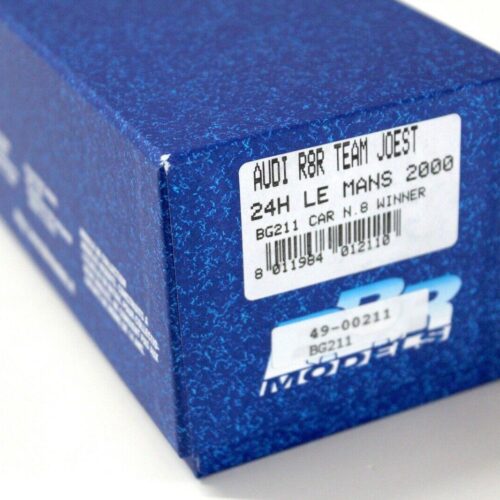 AUDI R8R TEAM JOEST
24H LE MANS 2000
BG211 CAR N.8 WINNER
8 011984 012110
BBR
49-00211
BG211
MODELS